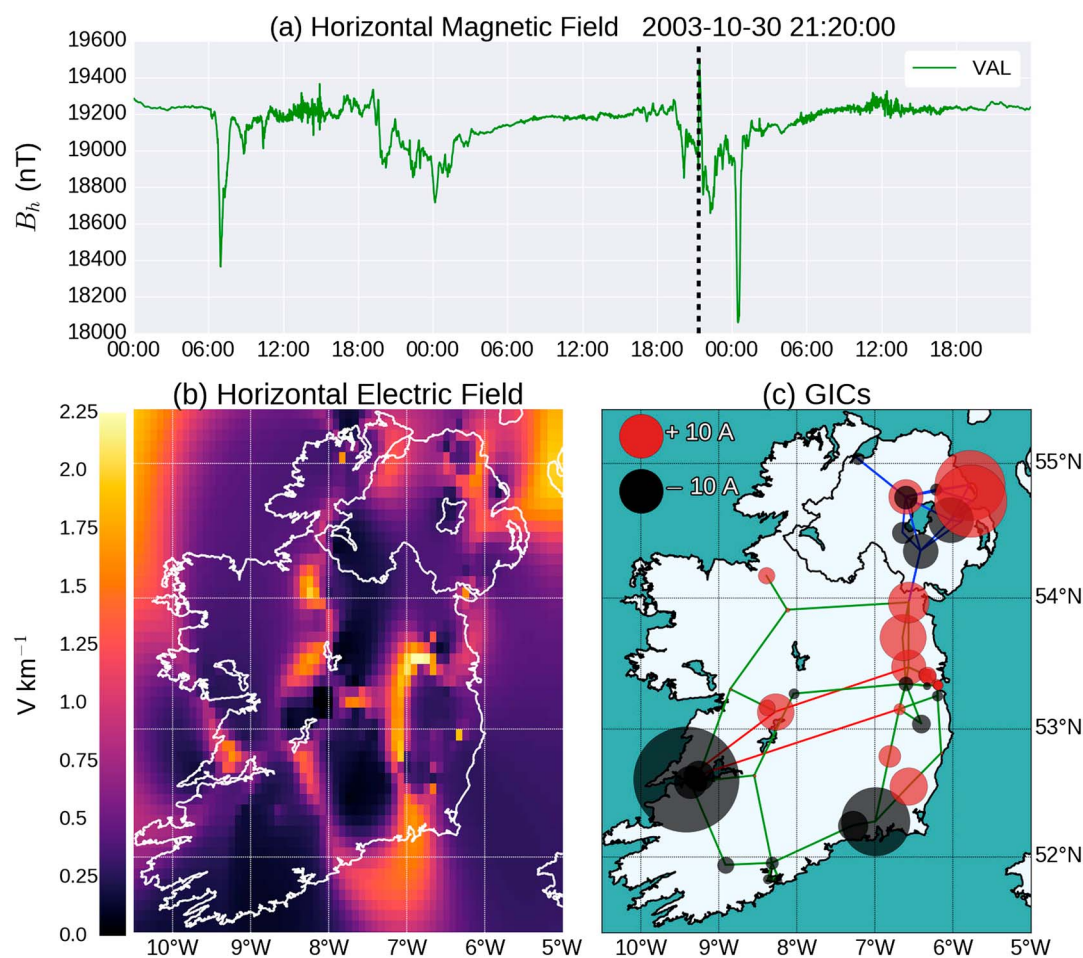 (a) Horizontal Magnetic Field 2003-10-30 21:20:00
19600
19400
19200
19000
18800
18600
18400
18200
18000
B_h (nT)
VAL
00:00 06:00 12:00 18:00 00:00 06:00 12:00 18:00 00:00 06:00 12:00 18:00
(b) Horizontal Electric Field
2.25
2.0
1.75
1.5
1.25
1.0
0.75
0.5
0.25
0.0
V km⁻¹
10°W 9°W 8°W 7°W 6°W 5°W
(c) GICs
+ 10 A
− 10 A
55°N
54°N
53°N
52°N
10°W 9°W 8°W 7°W 6°W 5°W